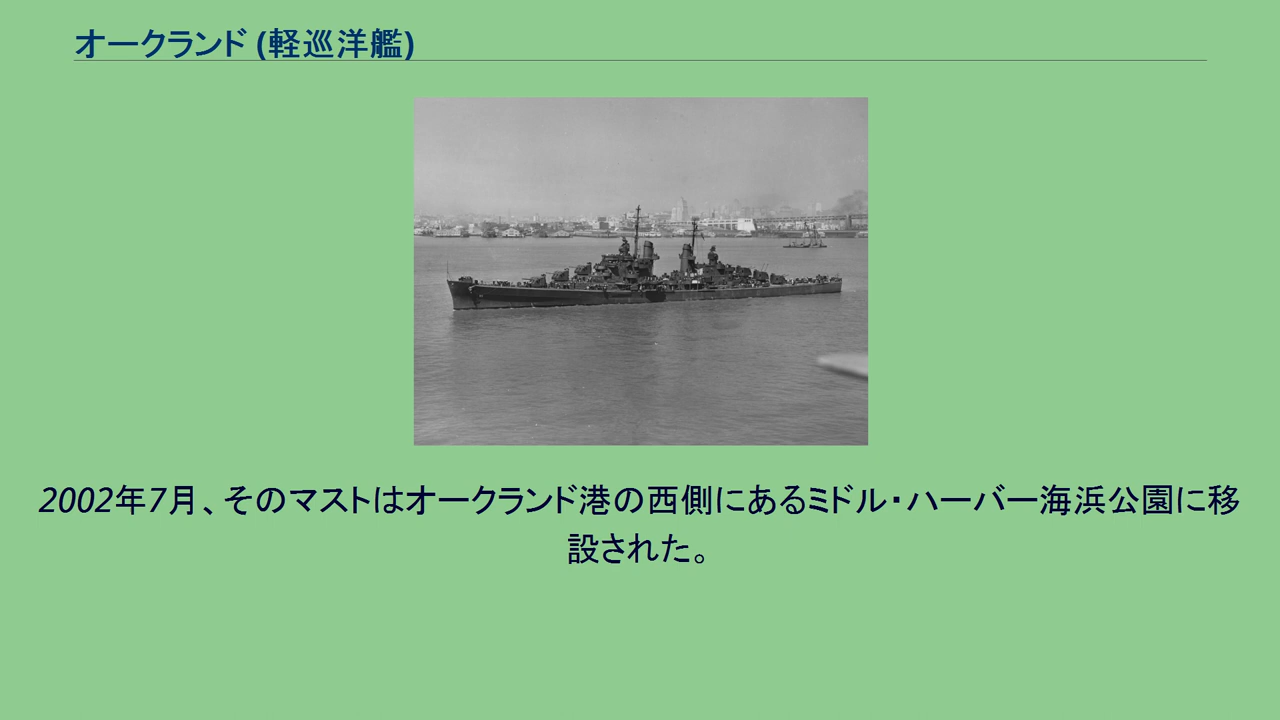 オークランド (軽巡洋艦)
2002年7月、そのマストはオークランド港の西側にあるミドル・ハーバー海浜公園に移
設された。